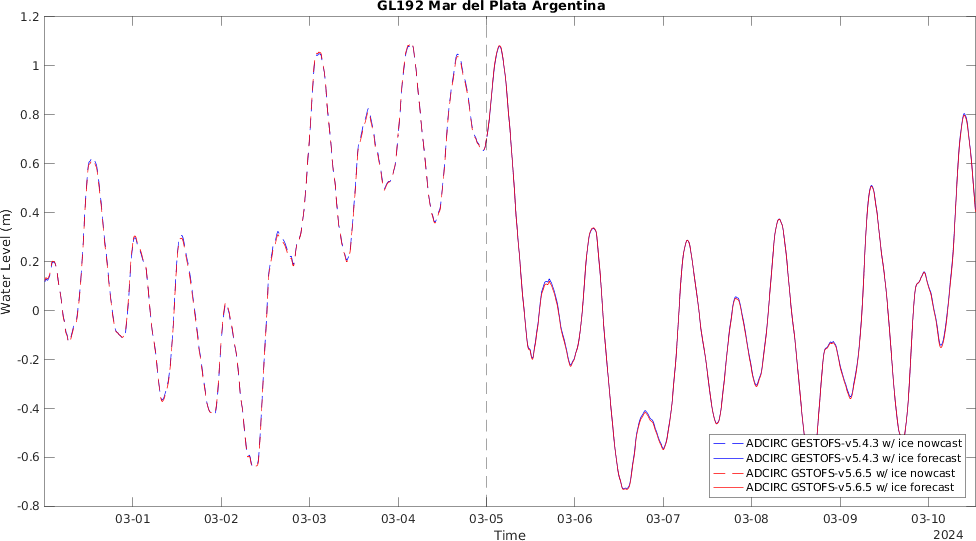 GL192 Mar del Plata Argentina
1.2
1
0.8
0.6
0.4
0.2
0
-0.2
-0.4
-0.6
-0.8
Water Level (m)
ADCIRC GESTOFS-v5.4.3 w/ ice nowcast
ADCIRC GESTOFS-v5.4.3 w/ ice forecast
ADCIRC GSTOFS-v5.6.5 w/ ice nowcast
ADCIRC GSTOFS-v5.6.5 w/ ice forecast
03-01 03-02 03-03 03-04 03-05 03-06 03-07 03-08 03-09 03-10
Time
2024